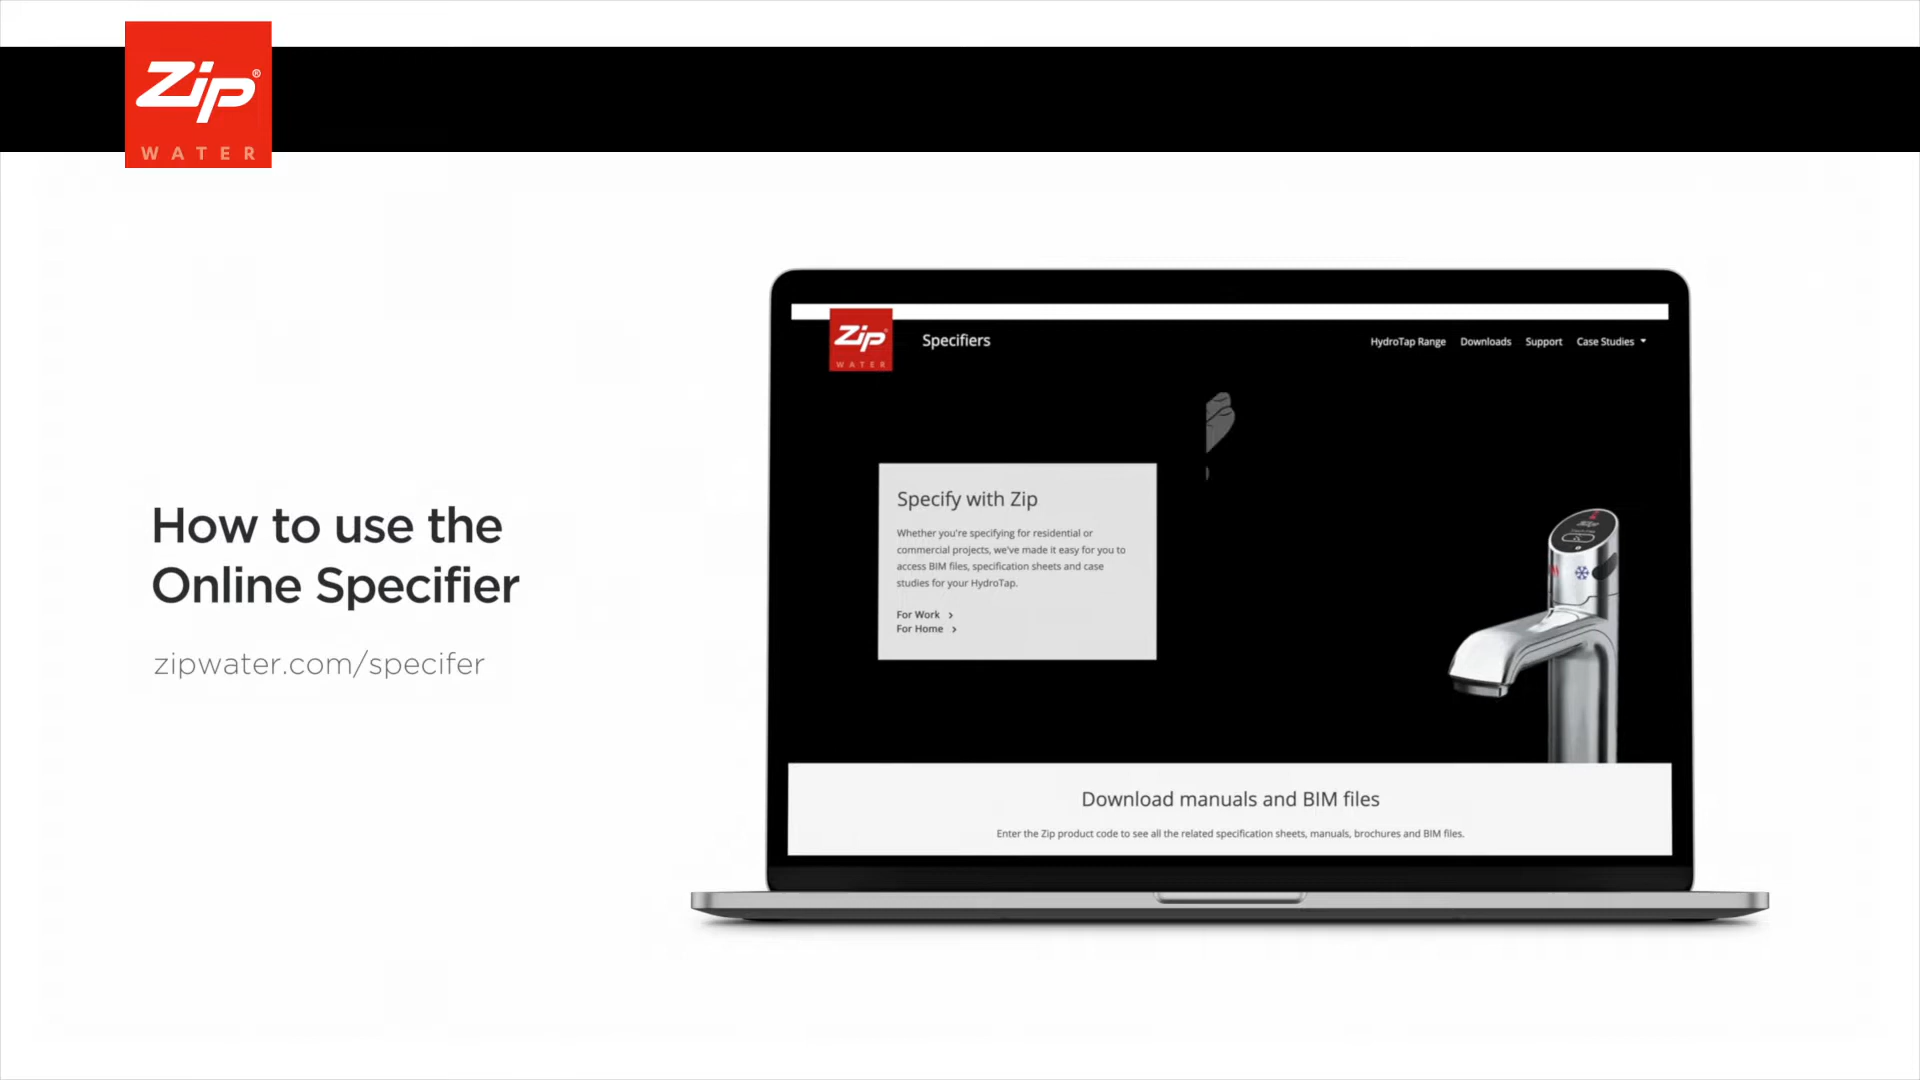 Zip®
WATER
How to use the
Online Specifier
zipwater.com/specifer
Zip
WATER
Specifiers
HydroTap Range Downloads Support Case Studies
Specify with Zip
Whether you're specifying for residential or
commercial projects, we've made it easy for you to
access BIM files, specification sheets and case
studies for your HydroTap.
For Work >
For Home >
Download manuals and BIM files
Enter the Zip product code to see all the related specification sheets, manuals, brochures and BIM files.